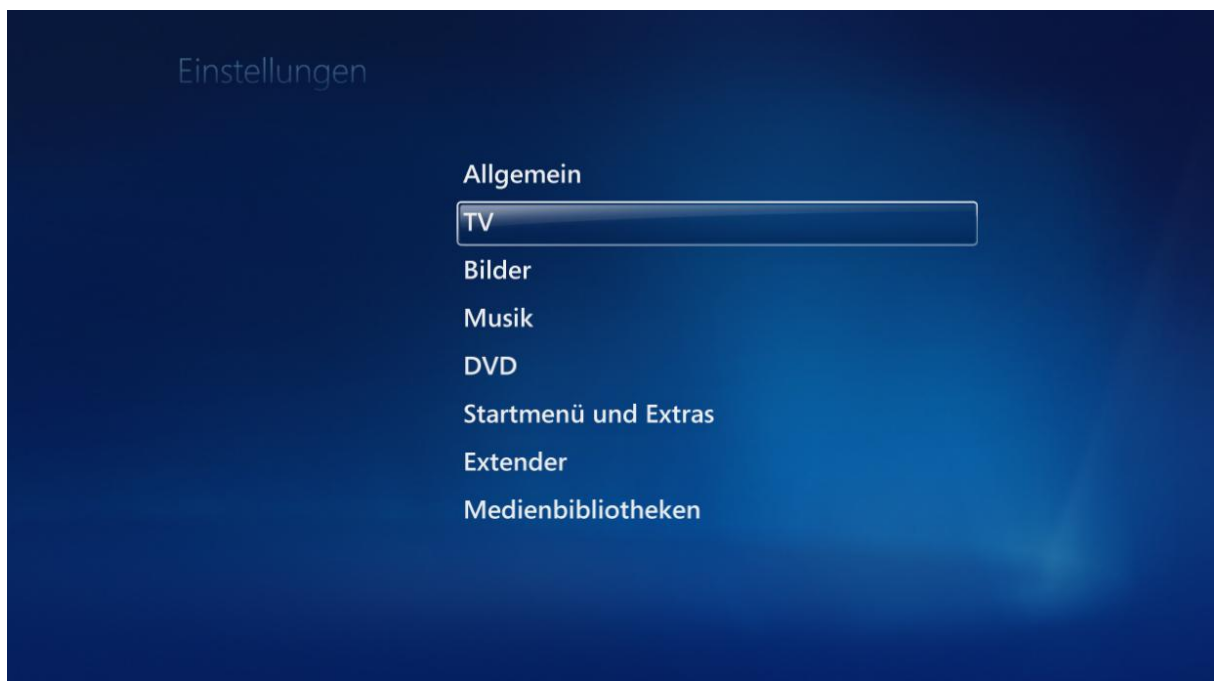 Einstellungen
Allgemein
TV
Bilder
Musik
DVD
Startmenü und Extras
Extender
Medienbibliotheken